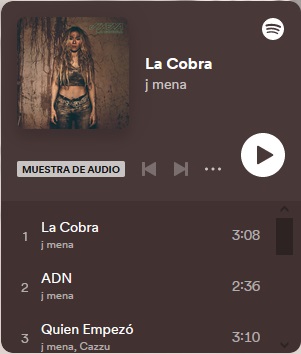 La Cobra
j mena
MUESTRA DE AUDIO
1 La Cobra 3:08
j mena
2 ADN 2:36
j mena
3 Quien Empezó 3:10
j mena, Cazzu